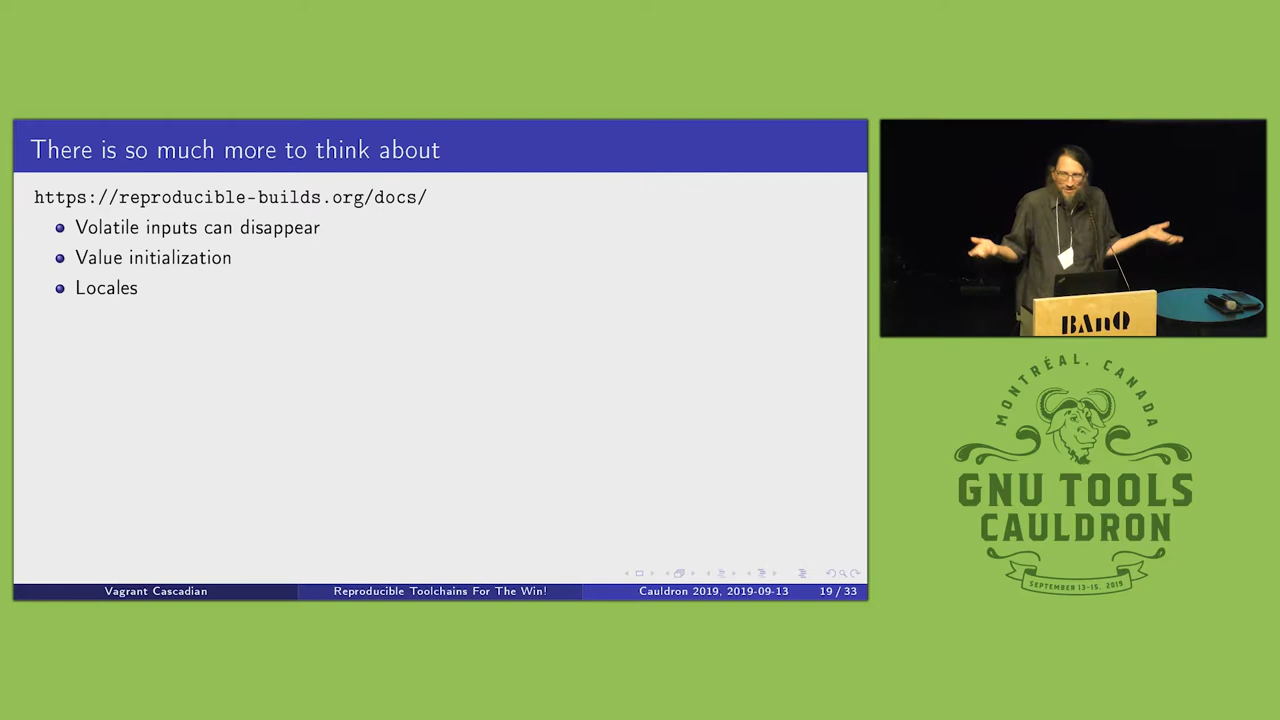 There is so much more to think about
https://reproducible-builds.org/docs/
Volatile inputs can disappear
Value initialization
Locales
Vagrant Cascadian
Reproducible Toolchains For The Win!
Cauldron 2019, 2019-09-13
19 / 33
BAnQ
MONTRÉAL, CANADA
GNU TOOLS
CAULDRON
SEPTEMBER 13-15, 2019